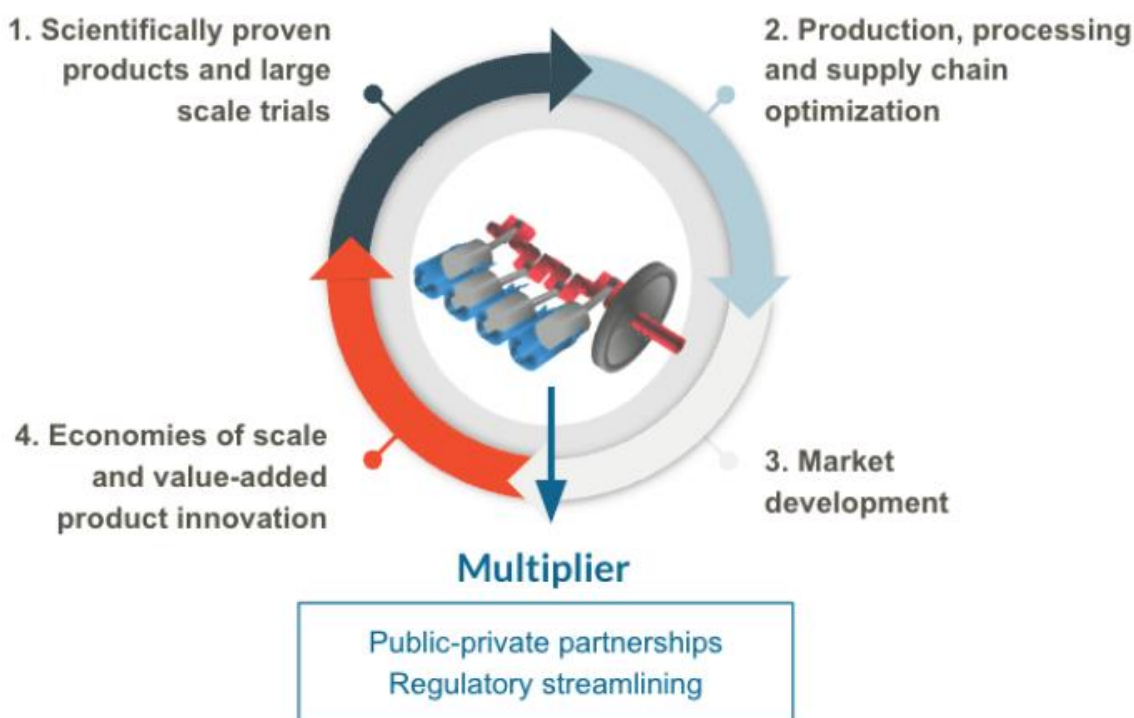 1. Scientifically proven
products and large
scale trials
2. Production, processing
and supply chain
optimization
3. Market
development
4. Economies of scale
and value-added
product innovation
Multiplier
Public-private partnerships
Regulatory streamlining